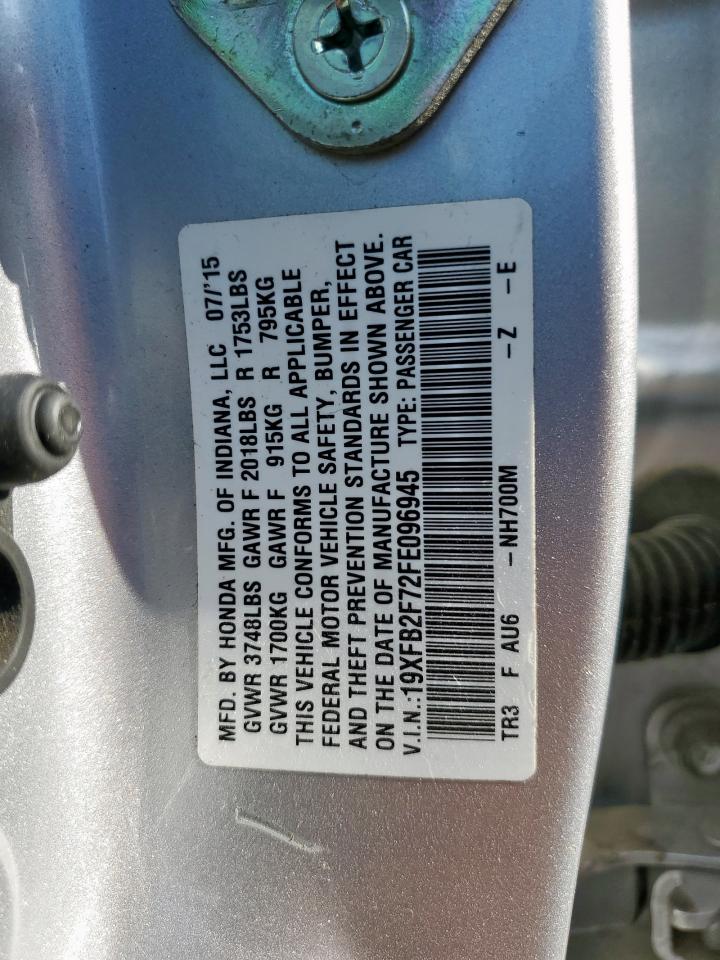 MFD. BY HONDA MFG. OF INDIANA, LLC 07/'15
GVWR 3748LBS GAWR F 2018LBS R 1753LBS
GVWR 1700KG GAWR F 915KG R 795KG
THIS VEHICLE CONFORMS TO ALL APPLICABLE
FEDERAL MOTOR VEHICLE SAFETY, BUMPER,
AND THEFT PREVENTION STANDARDS IN EFFECT
ON THE DATE OF MANUFACTURE SHOWN ABOVE.
V.I.N.:19XFB2F72FE096945 TYPE: PASSENGER CAR
TR3 F AU6 -NH700M -Z -E